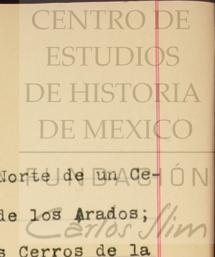 CENTRO DE
ESTUDIOS
DE HISTORIA
DE MEXICO
Norte de un Ce-
FUNDACIÓN
de los Arados;
Carlos Slim
s Cerros de la